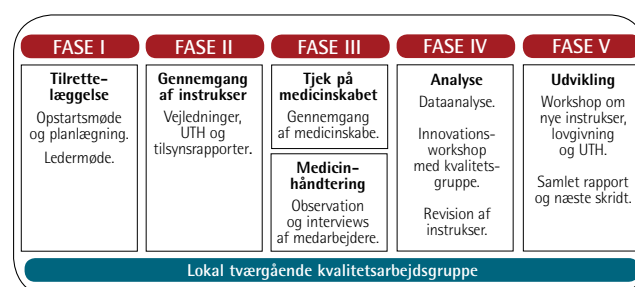 FASE I
Tilrette-
læggelse
Opstartsmøde
og planlægning.
Ledermøde.
FASE II
Gennemgang
af instrukser
Vejledninger,
UTH og
tilsynsrapporter.
FASE III
Tjek på
medicinskabet
Gennemgang
af medicinskabe.
Medicin-
håndtering
Observation
og interviews
af medarbejdere.
FASE IV
Analyse
Dataanalyse.
Innovations-
workshop
med kvalitets-
gruppe.
Revision af
instrukser.
FASE V
Udvikling
Workshop om
nye instrukser,
lovgivning
og UTH.
Samlet rapport
og næste skridt.
Lokal tværgående kvalitetsarbejdsgruppe